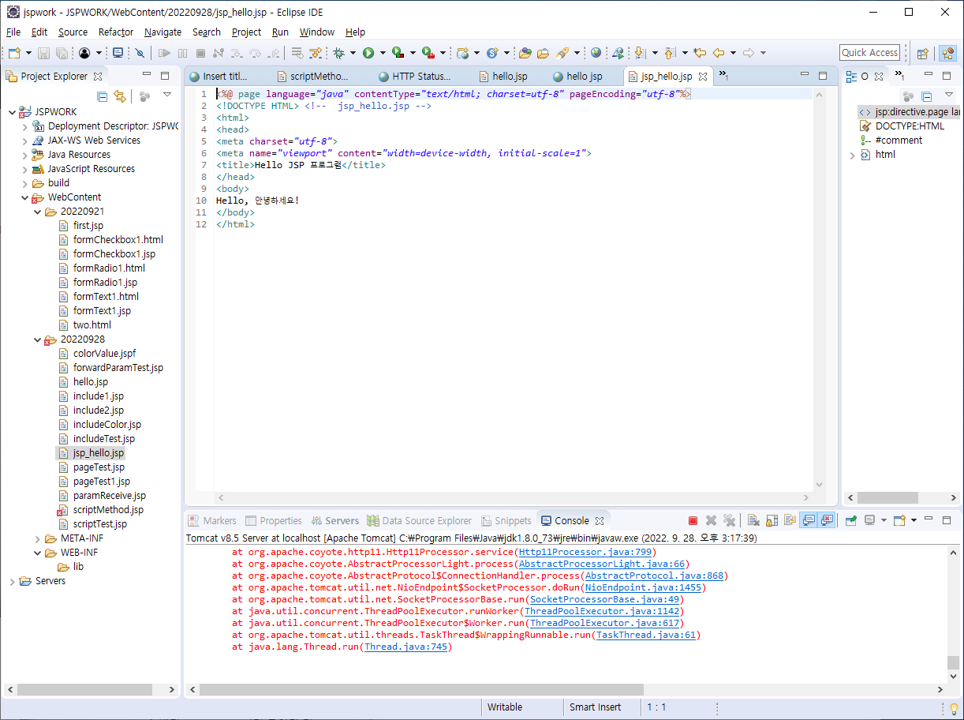 jspwork - JSPWORK/WebContent/20220928/jsp_hello.jsp - Eclipse IDE
File Edit Source Refactor Navigate Search Project Run Window Help
Quick Access
Project Explorer
JSPWORK
Deployment Descriptor: JSPWO
JAX-WS Web Services
Java Resources
JavaScript Resources
build
WebContent
20220921
first.jsp
formCheckbox1.html
formCheckbox1.jsp
formRadio1.html
formRadio1.jsp
formText1.html
formText1.jsp
two.html
20220928
colorValue.jspf
forwardParamTest.jsp
hello.jsp
include1.jsp
include2.jsp
includeColor.jsp
includeTest.jsp
jsp_hello.jsp
pageTest.jsp
pageTest1.jsp
paramReceive.jsp
scriptMethod.jsp
scriptTest.jsp
META-INF
WEB-INF
lib
Servers
Insert titl... scriptMetho... HTTP Status... hello.jsp hello jsp jsp_hello.jsp
1 <%@ page language="java" contentType="text/html; charset=utf-8" pageEncoding="utf-8"%>
2 <!DOCTYPE HTML> <!-- jsp_hello.jsp -->
3 <html>
4 <head>
5 <meta charset="utf-8">
6 <meta name="viewport" content="width=device-width, initial-scale=1">
7 <title>Hello JSP 프로그램</title>
8 </head>
9 <body>
10 Hello, 안녕하세요!
11 </body>
12 </html>
O
jsp:directive.page lan
DOCTYPE:HTML
#comment
html
Markers Properties Servers Data Source Explorer Snippets Console
Tomcat v8.5 Server at localhost [Apache Tomcat] C:₩Program Files₩Java₩jdk1.8.0_73₩jre₩bin₩javaw.exe (2022. 9. 28. 오후 3:17:39)
at org.apache.coyote.http11.Http11Processor.service(Http11Processor.java:799)
at org.apache.coyote.AbstractProcessorLight.process(AbstractProcessorLight.java:66)
at org.apache.coyote.AbstractProtocol$ConnectionHandler.process(AbstractProtocol.java:868)
at org.apache.tomcat.util.net.NioEndpoint$SocketProcessor.doRun(NioEndpoint.java:1455)
at org.apache.tomcat.util.net.SocketProcessorBase.run(SocketProcessorBase.java:49)
at java.util.concurrent.ThreadPoolExecutor.runWorker(ThreadPoolExecutor.java:1142)
at java.util.concurrent.ThreadPoolExecutor$Worker.run(ThreadPoolExecutor.java:617)
at org.apache.tomcat.util.threads.TaskThread$WrappingRunnable.run(TaskThread.java:61)
at java.lang.Thread.run(Thread.java:745)
Writable Smart Insert 1 : 1